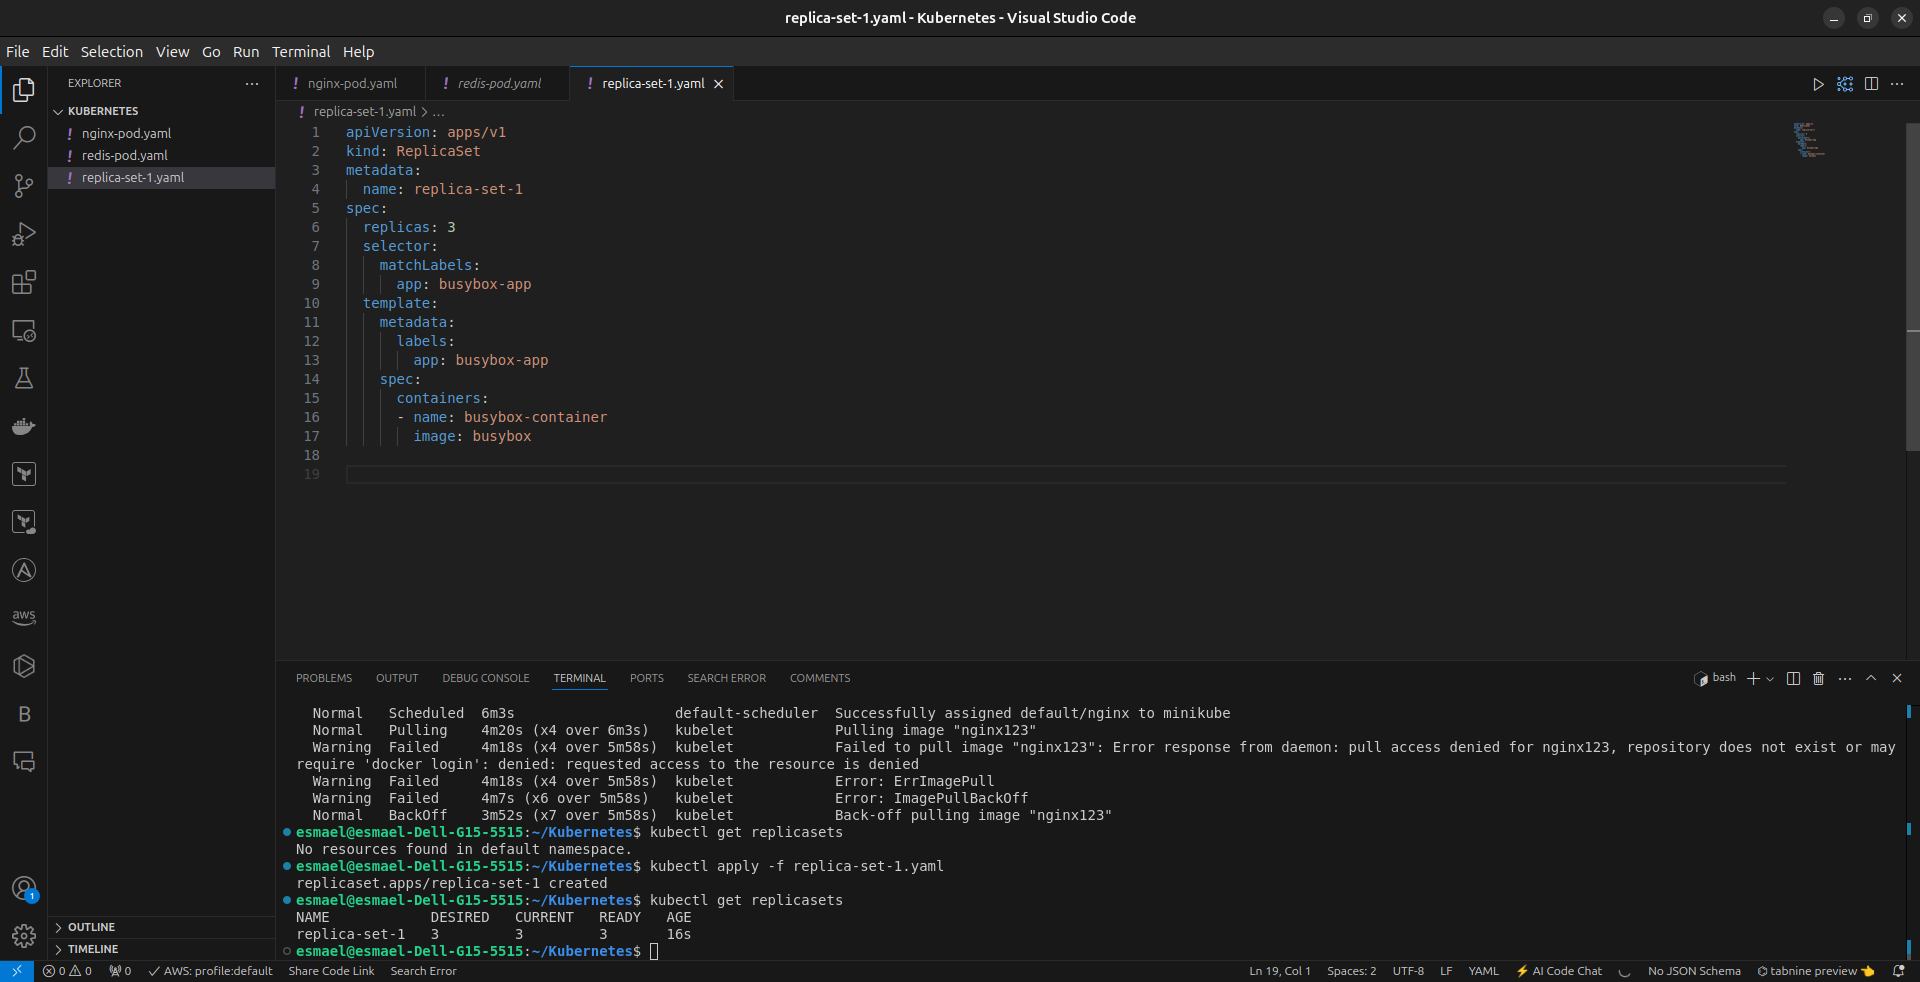 replica-set-1.yaml - Kubernetes - Visual Studio Code
File Edit Selection View Go Run Terminal Help
EXPLORER
KUBERNETES
nginx-pod.yaml
redis-pod.yaml
replica-set-1.yaml
OUTLINE
TIMELINE
aws
B
1
nginx-pod.yaml redis-pod.yaml replica-set-1.yaml
replica-set-1.yaml > ...
1 apiVersion: apps/v1
2 kind: ReplicaSet
3 metadata:
4   name: replica-set-1
5 spec:
6   replicas: 3
7   selector:
8     matchLabels:
9       app: busybox-app
10   template:
11     metadata:
12       labels:
13         app: busybox-app
14     spec:
15       containers:
16       - name: busybox-container
17         image: busybox
18
19
PROBLEMS OUTPUT DEBUG CONSOLE TERMINAL PORTS SEARCH ERROR COMMENTS
bash
Normal Scheduled 6m3s default-scheduler Successfully assigned default/nginx to minikube
Normal Pulling 4m20s (x4 over 6m3s) kubelet Pulling image "nginx123"
Warning Failed 4m18s (x4 over 5m58s) kubelet Failed to pull image "nginx123": Error response from daemon: pull access denied for nginx123, repository does not exist or may
require 'docker login': denied: requested access to the resource is denied
Warning Failed 4m18s (x4 over 5m58s) kubelet Error: ErrImagePull
Warning Failed 4m7s (x6 over 5m58s) kubelet Error: ImagePullBackOff
Normal BackOff 3m52s (x7 over 5m58s) kubelet Back-off pulling image "nginx123"
esmael@esmael-Dell-G15-5515:~/Kubernetes$ kubectl get replicasets
No resources found in default namespace.
esmael@esmael-Dell-G15-5515:~/Kubernetes$ kubectl apply -f replica-set-1.yaml
replicaset.apps/replica-set-1 created
esmael@esmael-Dell-G15-5515:~/Kubernetes$ kubectl get replicasets
NAME DESIRED CURRENT READY AGE
replica-set-1 3 3 3 16s
esmael@esmael-Dell-G15-5515:~/Kubernetes$
0 0 0 AWS: profile:default Share Code Link Search Error Ln 19, Col 1 Spaces: 2 UTF-8 LF YAML AI Code Chat No JSON Schema tabnine preview